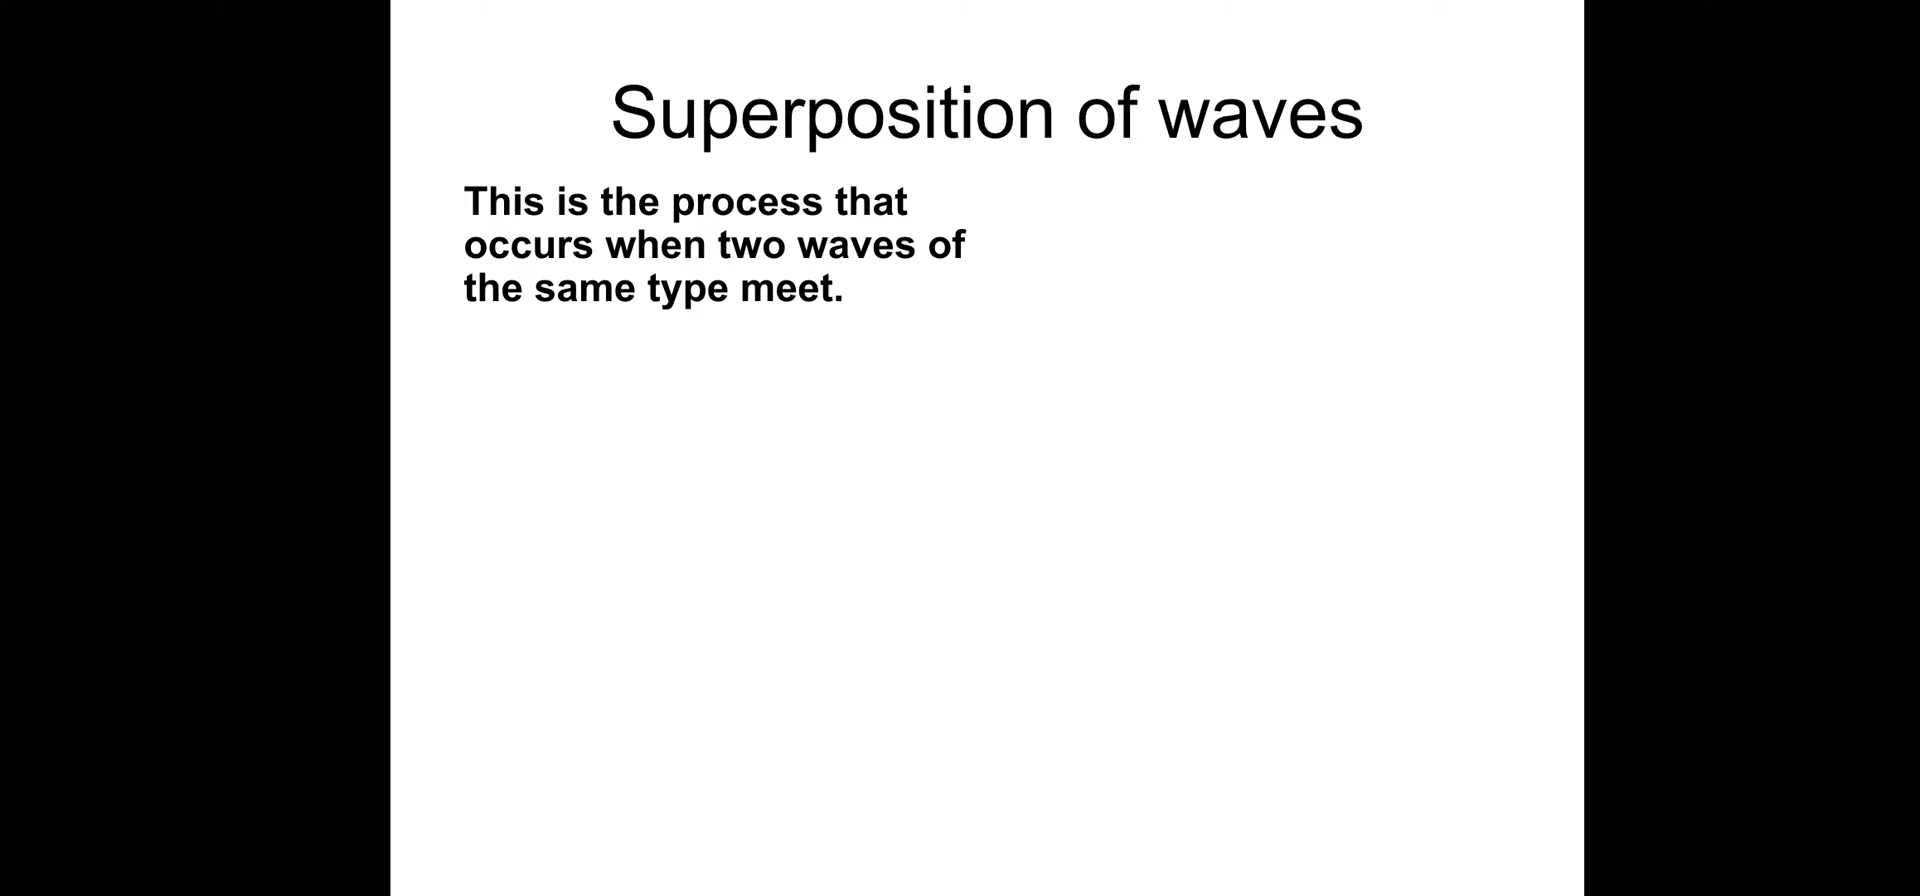 Superposition of waves
This is the process that
occurs when two waves of
the same type meet.